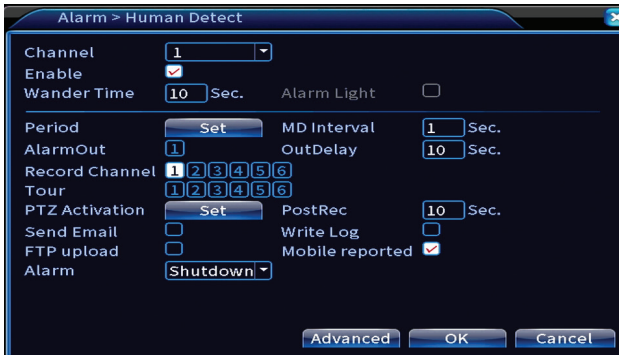 Alarm > Human Detect
Channel 1
Enable
Wander Time 10 Sec. Alarm Light
Period Set MD Interval 1 Sec.
AlarmOut 1 OutDelay 10 Sec.
Record Channel 1 2 3 4 5 6
Tour 1 2 3 4 5 6
PTZ Activation Set PostRec 10 Sec.
Send Email Write Log
FTP upload Mobile reported
Alarm Shutdown
Advanced OK Cancel